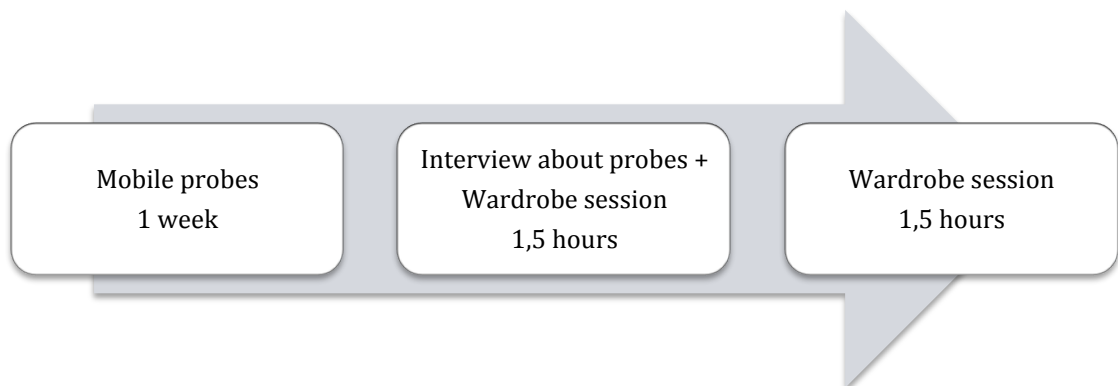 Mobile probes
1 week
Interview about probes +
Wardrobe session
1,5 hours
Wardrobe session
1,5 hours